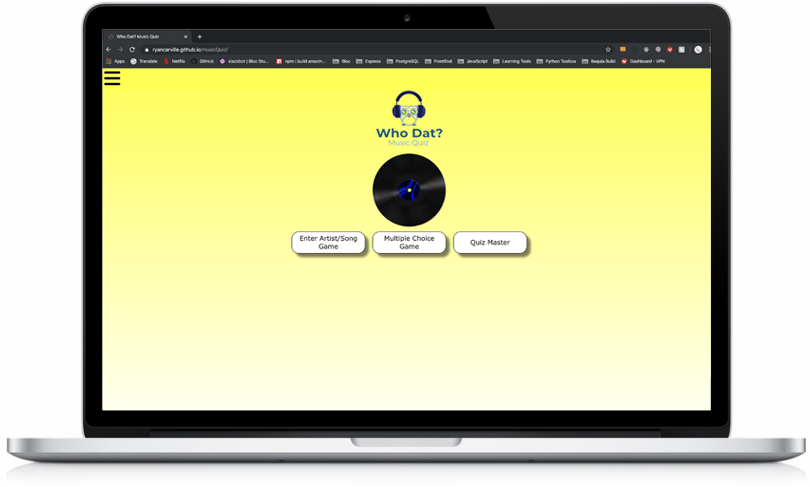 Who Dat? Music Quiz
ryancarville.github.io/musicQuiz/
Apps Translate Netflix GitHub slackbot | Bloc Stu... npm | build amazin... Bloc Express PostgreSQL FrontEnd JavaScript Learning Tools Python Toolbox Bequia Build Dashboard - VPN
Who Dat?
Music Quiz
Enter Artist/Song
Game
Multiple Choice
Game
Quiz Master